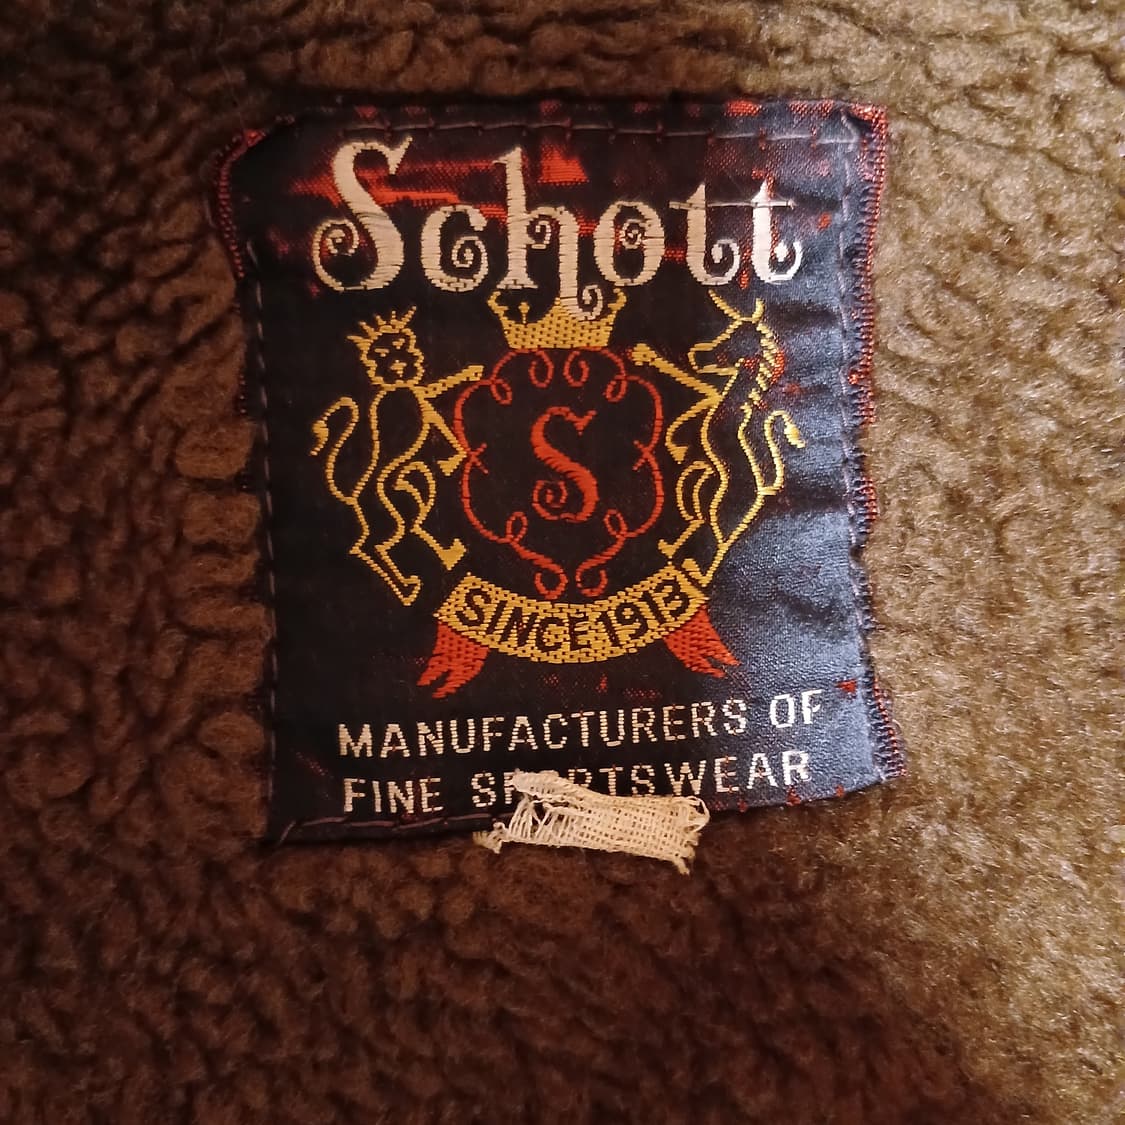 Schott
S
SINCE 1913
MANUFACTURERS OF
FINE SPORTSWEAR